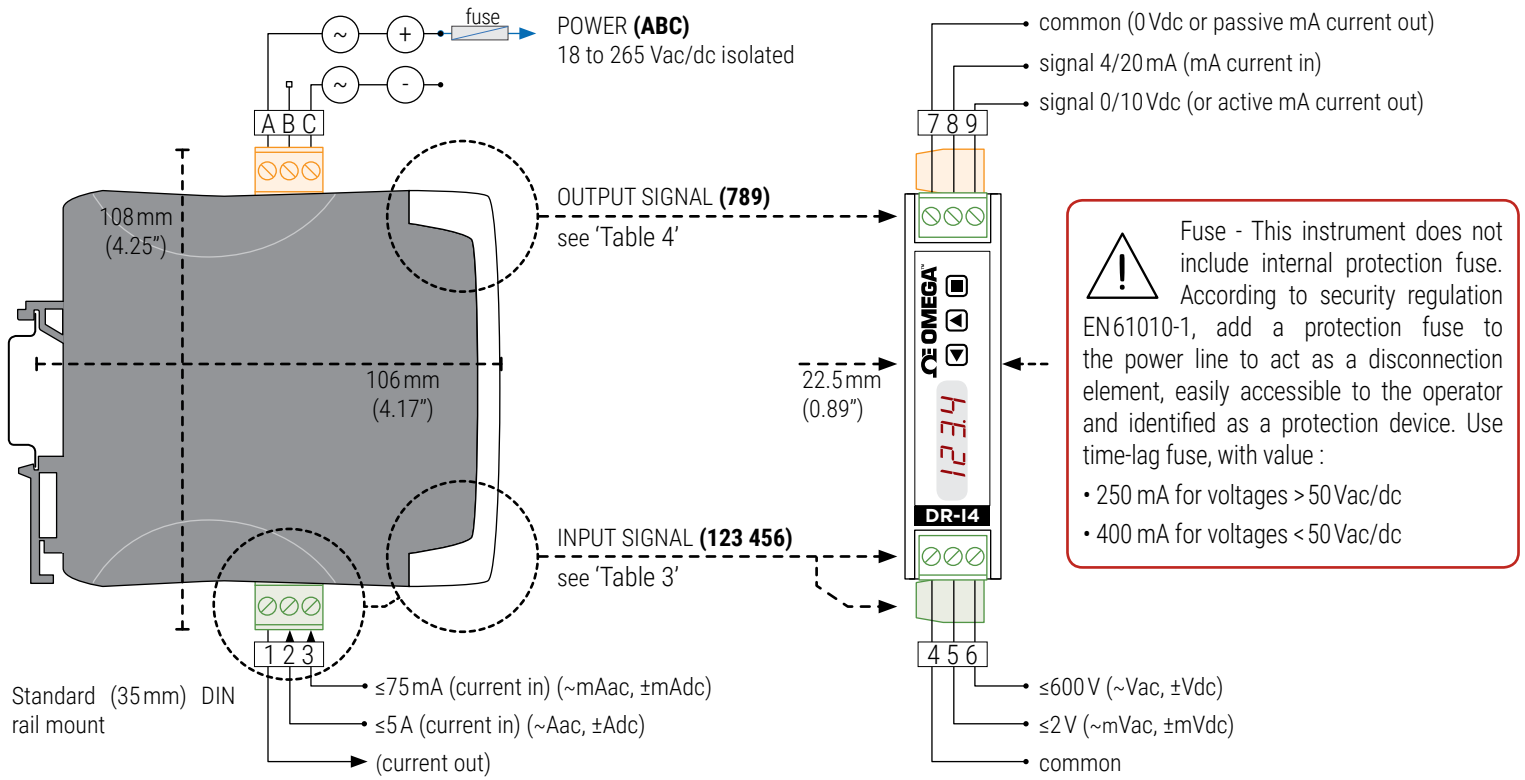 fuse
~
+
POWER (ABC)
18 to 265 Vac/dc isolated
~
-
A B C
common (0 Vdc or passive mA current out)
signal 4/20 mA (mA current in)
signal 0/10 Vdc (or active mA current out)
7 8 9
OUTPUT SIGNAL (789)
see ‘Table 4’
108 mm
(4.25”)
106 mm
(4.17”)
22.5 mm
(0.89”)
Ω OMEGA™
■
▲
▼
123.4
DR-I4
!
Fuse - This instrument does not
include internal protection fuse.
According to security regulation
EN 61010-1, add a protection fuse to
the power line to act as a disconnection
element, easily accessible to the operator
and identified as a protection device. Use
time-lag fuse, with value :
• 250 mA for voltages > 50 Vac/dc
• 400 mA for voltages < 50 Vac/dc
INPUT SIGNAL (123 456)
see ‘Table 3’
1 2 3
≤75 mA (current in) (~mAac, ±mAdc)
≤5 A (current in) (~Aac, ±Adc)
(current out)
Standard (35 mm) DIN
rail mount
4 5 6
≤600 V (~Vac, ±Vdc)
≤2 V (~mVac, ±mVdc)
common